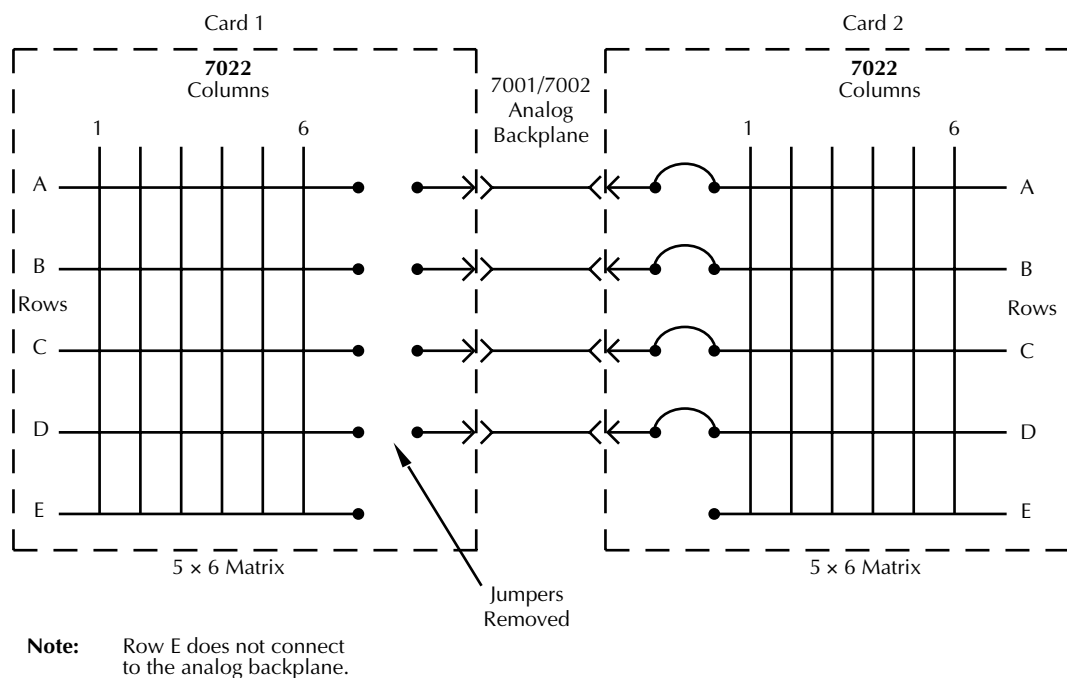 Card 1
Card 2
7022
Columns
7001/7002
Analog
Backplane
7022
Columns
1
6
1
6
A
A
B
B
Rows
Rows
C
C
D
D
E
E
5 × 6 Matrix
5 × 6 Matrix
Jumpers
Removed
Note: Row E does not connect
to the analog backplane.